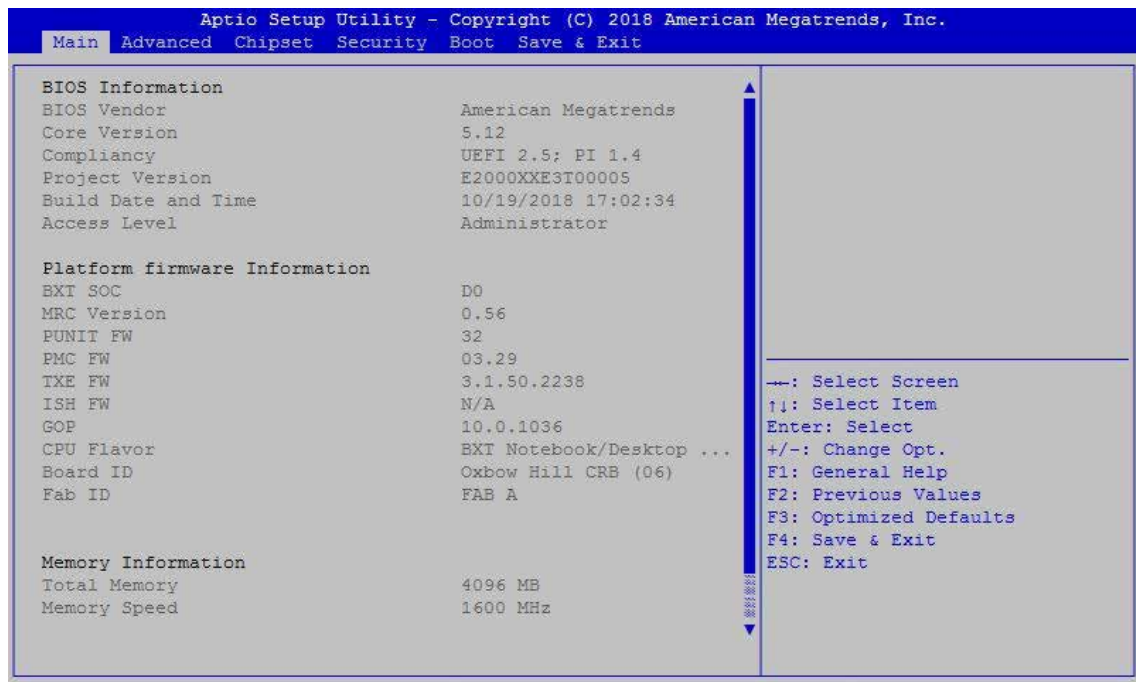 Aptio Setup Utility - Copyright (C) 2018 American Megatrends, Inc.
Main Advanced Chipset Security Boot Save & Exit
BIOS Information
BIOS Vendor American Megatrends
Core Version 5.12
Compliancy UEFI 2.5; PI 1.4
Project Version E2000XXE3T00005
Build Date and Time 10/19/2018 17:02:34
Access Level Administrator
Platform firmware Information
BXT SOC D0
MRC Version 0.56
PUNIT FW 32
PMC FW 03.29
TXE FW 3.1.50.2238
ISH FW N/A
GOP 10.0.1036
CPU Flavor BXT Notebook/Desktop ...
Board ID Oxbow Hill CRB (06)
Fab ID FAB A
Memory Information
Total Memory 4096 MB
Memory Speed 1600 MHz
→←: Select Screen
↑↓: Select Item
Enter: Select
+/-: Change Opt.
F1: General Help
F2: Previous Values
F3: Optimized Defaults
F4: Save & Exit
ESC: Exit